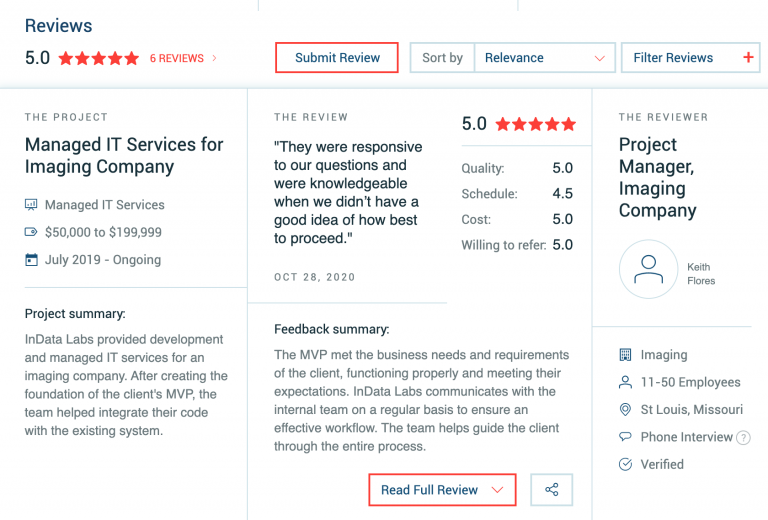 Reviews
5.0 6 REVIEWS
Submit Review
Sort by Relevance
Filter Reviews +
THE PROJECT
Managed IT Services for
Imaging Company
Managed IT Services
$50,000 to $199,999
July 2019 - Ongoing
Project summary:
InData Labs provided development
and managed IT services for an
imaging company. After creating the
foundation of the client's MVP, the
team helped integrate their code
with the existing system.
THE REVIEW
"They were responsive
to our questions and
were knowledgeable
when we didn’t have a
good idea of how best
to proceed."
OCT 28, 2020
5.0
Quality: 5.0
Schedule: 4.5
Cost: 5.0
Willing to refer: 5.0
Feedback summary:
The MVP met the business needs and requirements
of the client, functioning properly and meeting their
expectations. InData Labs communicates with the
internal team on a regular basis to ensure an
effective workflow. The team helps guide the client
through the entire process.
Read Full Review
THE REVIEWER
Project
Manager,
Imaging
Company
Keith
Flores
Imaging
11-50 Employees
St Louis, Missouri
Phone Interview ?
Verified